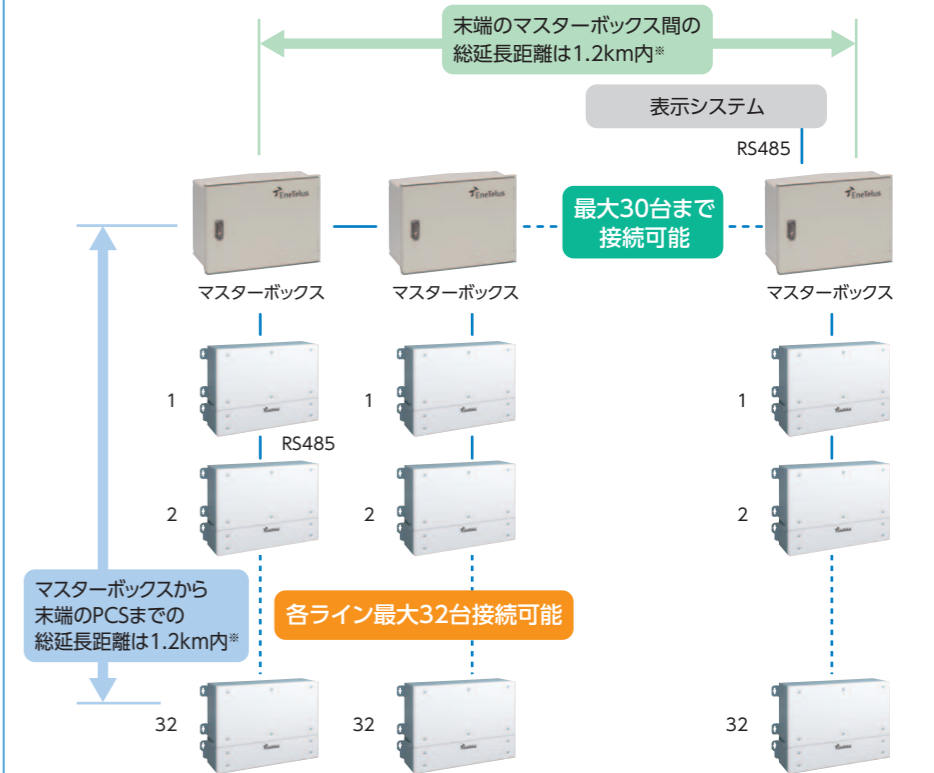 末端のマスターボックス間の
総延長距離は1.2km内※
表示システム
RS485
EneTelus
EneTelus
EneTelus
最大30台まで
接続可能
マスターボックス
マスターボックス
マスターボックス
1
1
1
RS485
2
2
2
マスターボックスから
末端のPCSまでの
総延長距離は1.2km内※
各ライン最大32台接続可能
32
32
32